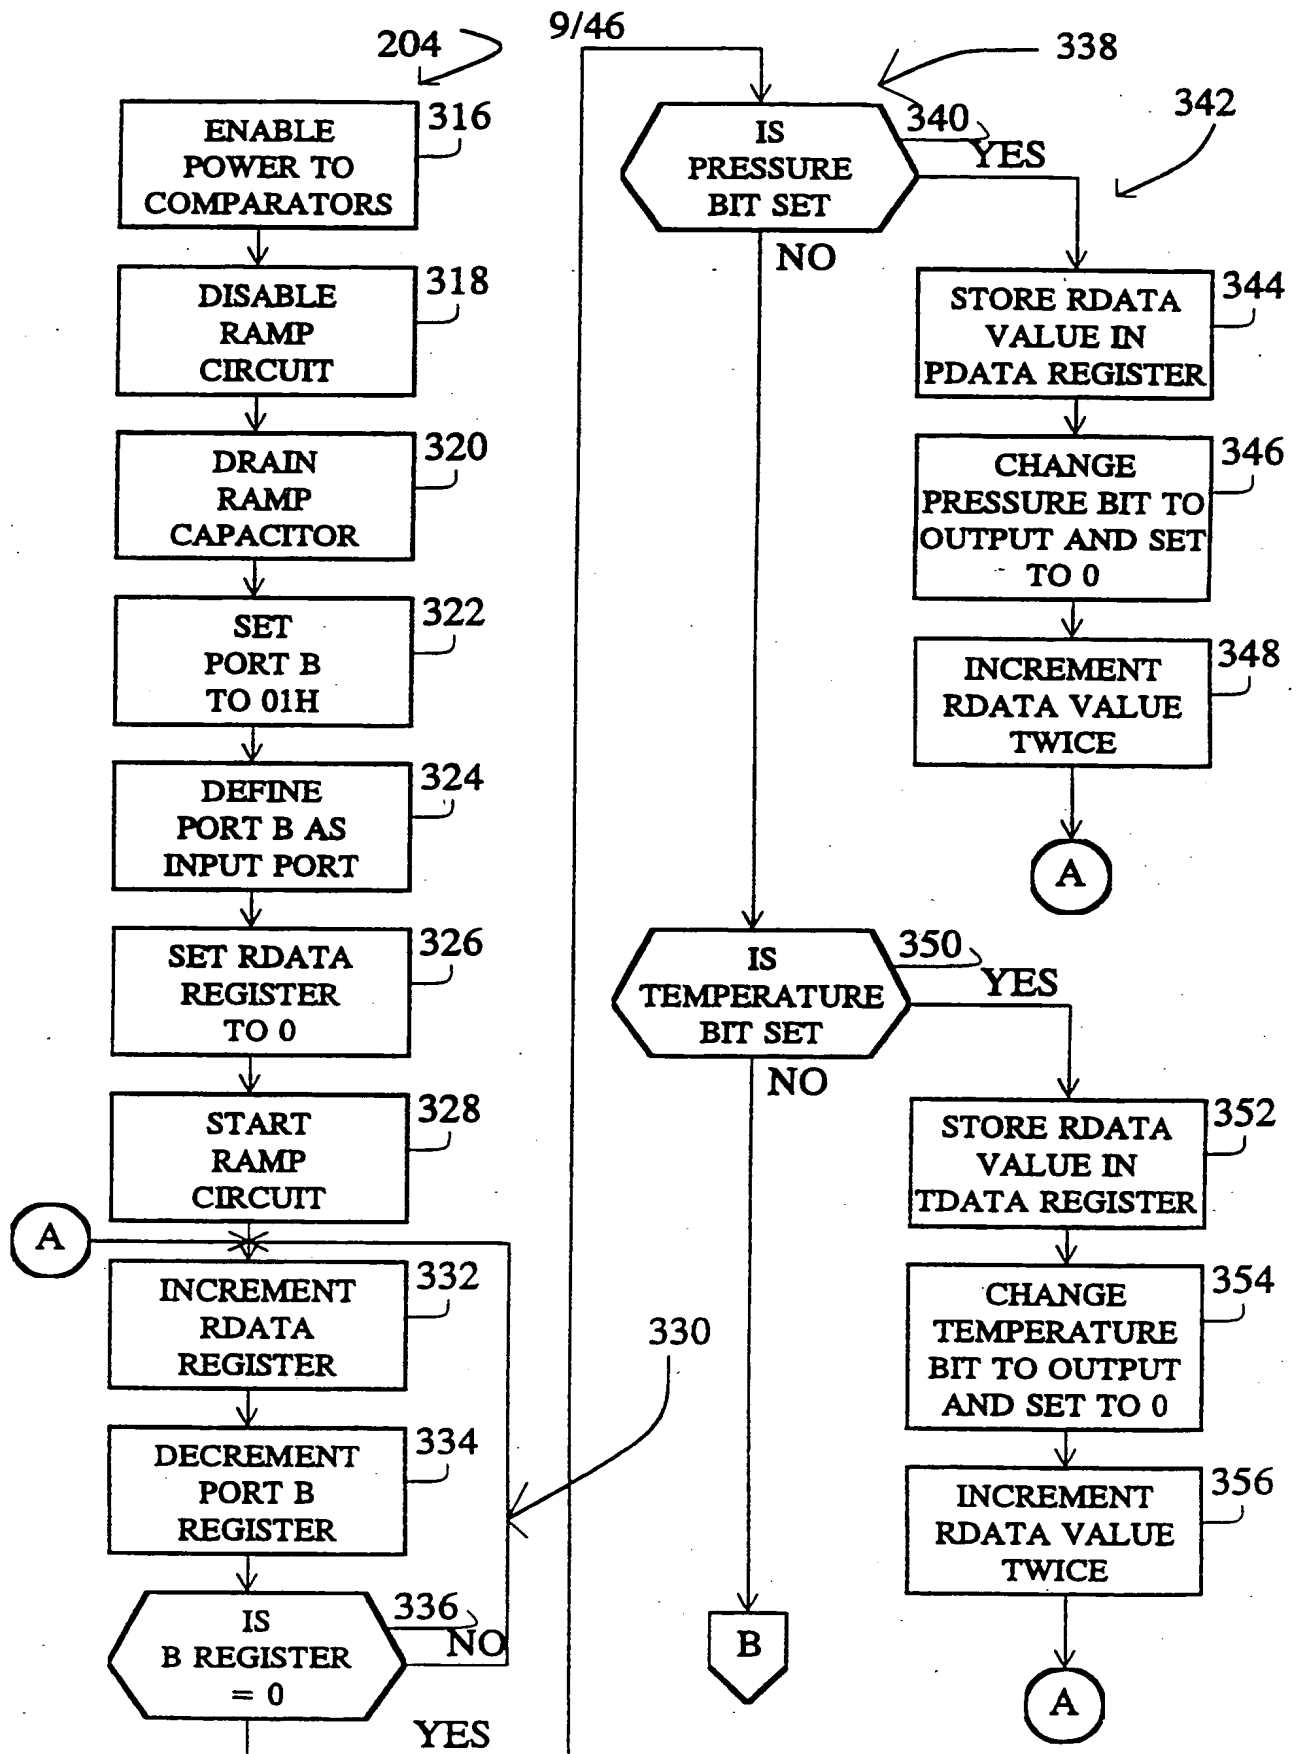 9/46
204
316
ENABLE
POWER TO
COMPARATORS
318
DISABLE
RAMP
CIRCUIT
320
DRAIN
RAMP
CAPACITOR
322
SET
PORT B
TO 01H
324
DEFINE
PORT B AS
INPUT PORT
326
SET RDATA
REGISTER
TO 0
328
START
RAMP
CIRCUIT
A
332
INCREMENT
RDATA
REGISTER
330
334
DECREMENT
PORT B
REGISTER
336
IS
B REGISTER
= 0
NO
YES
338
340
IS
PRESSURE
BIT SET
YES
NO
342
344
STORE RDATA
VALUE IN
PDATA REGISTER
346
CHANGE
PRESSURE BIT TO
OUTPUT AND SET
TO 0
348
INCREMENT
RDATA VALUE
TWICE
A
350
IS
TEMPERATURE
BIT SET
YES
NO
352
STORE RDATA
VALUE IN
TDATA REGISTER
354
CHANGE
TEMPERATURE
BIT TO OUTPUT
AND SET TO 0
356
INCREMENT
RDATA VALUE
TWICE
B
A